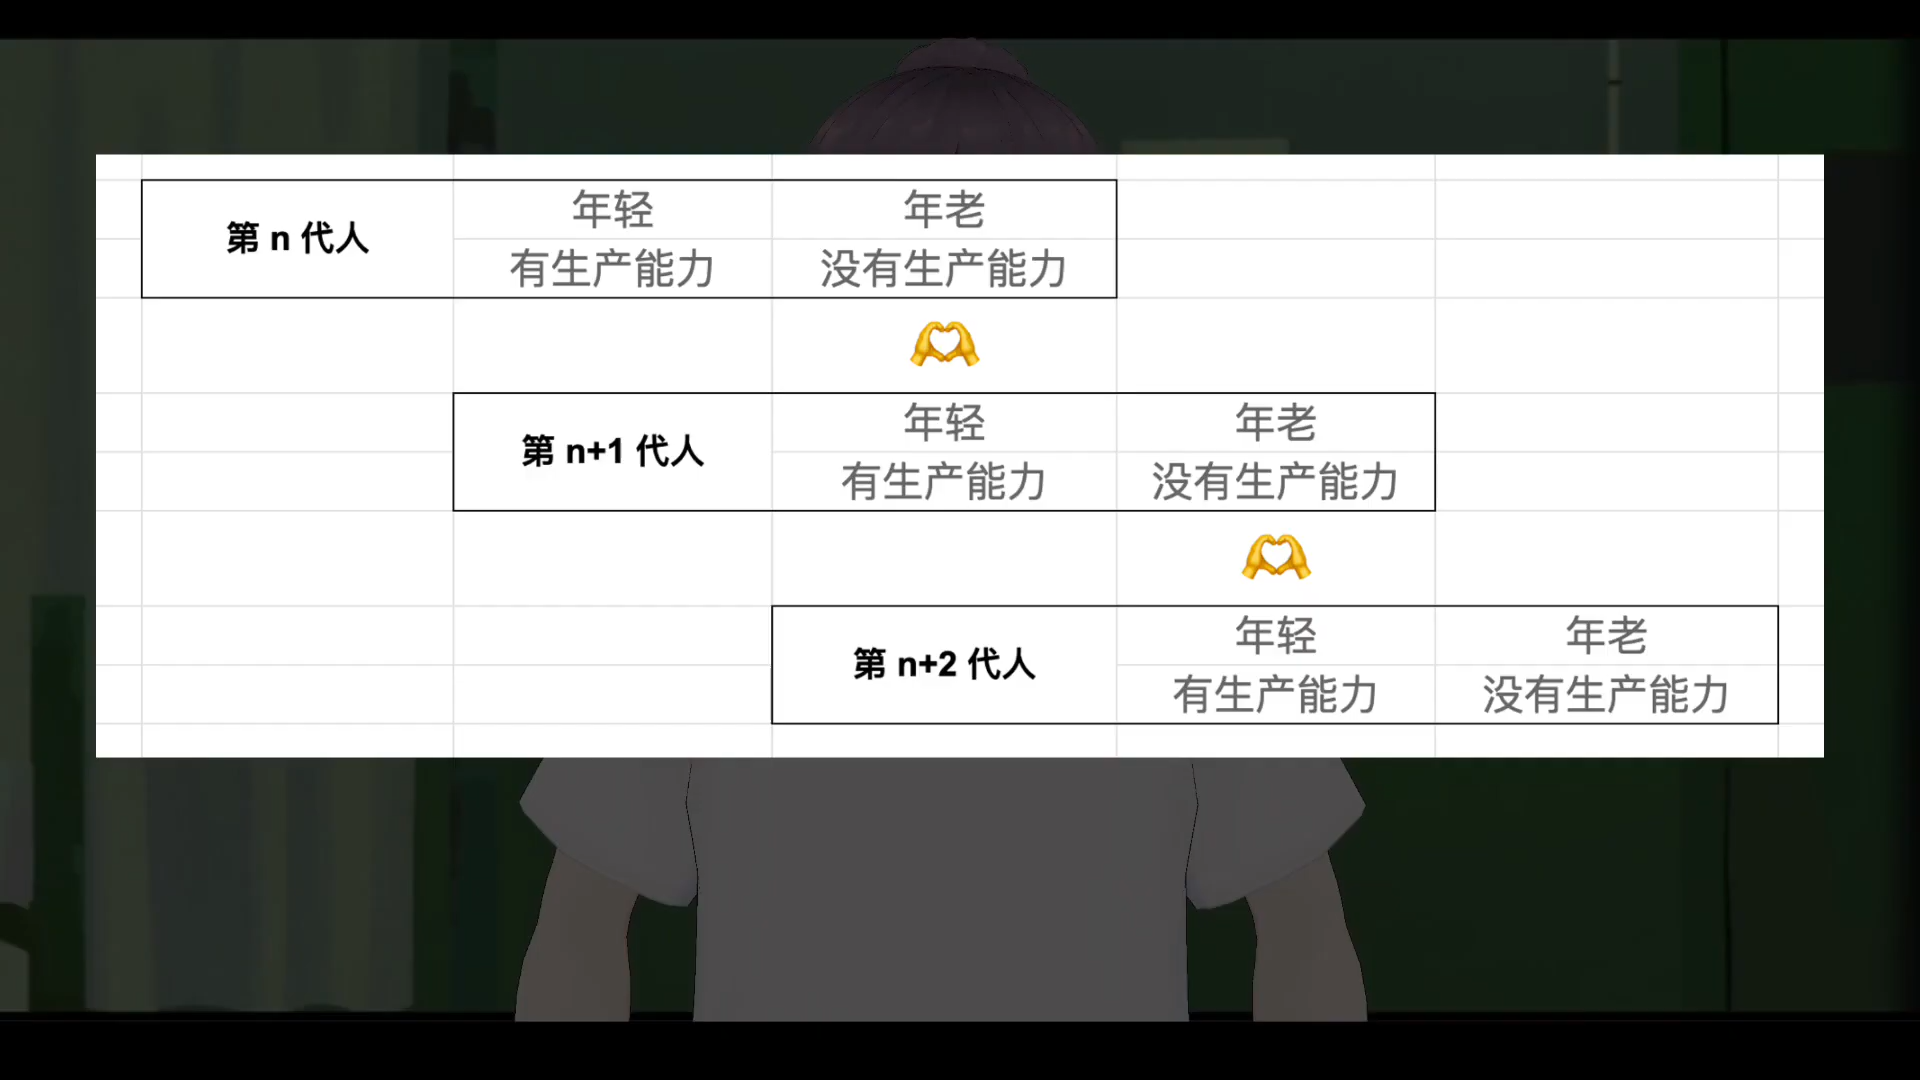 第 n 代人
年轻
年老
有生产能力
没有生产能力
第 n+1 代人
年轻
年老
有生产能力
没有生产能力
第 n+2 代人
年轻
年老
有生产能力
没有生产能力